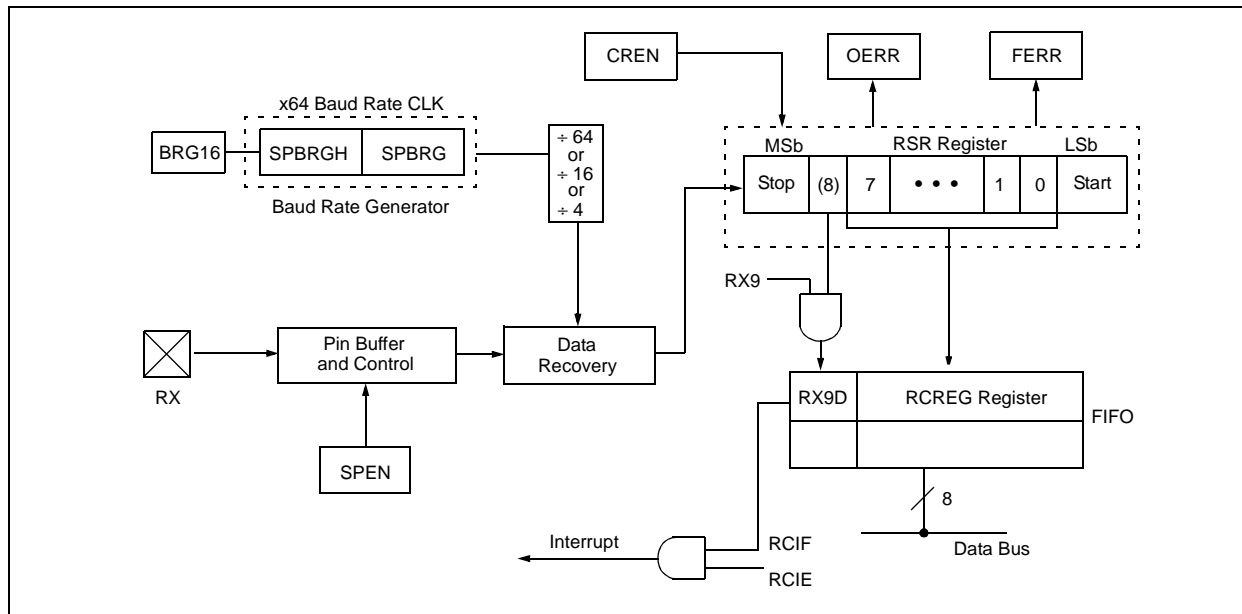 CREN
OERR
FERR
x64 Baud Rate CLK
BRG16
SPBRGH
SPBRG
Baud Rate Generator
÷ 64
or
÷ 16
or
÷ 4
MSb
RSR Register
LSb
Stop
(8)
7
• • •
1
0
Start
RX9
RX
Pin Buffer
and Control
Data
Recovery
SPEN
RX9D
RCREG Register
FIFO
8
Data Bus
Interrupt
RCIF
RCIE